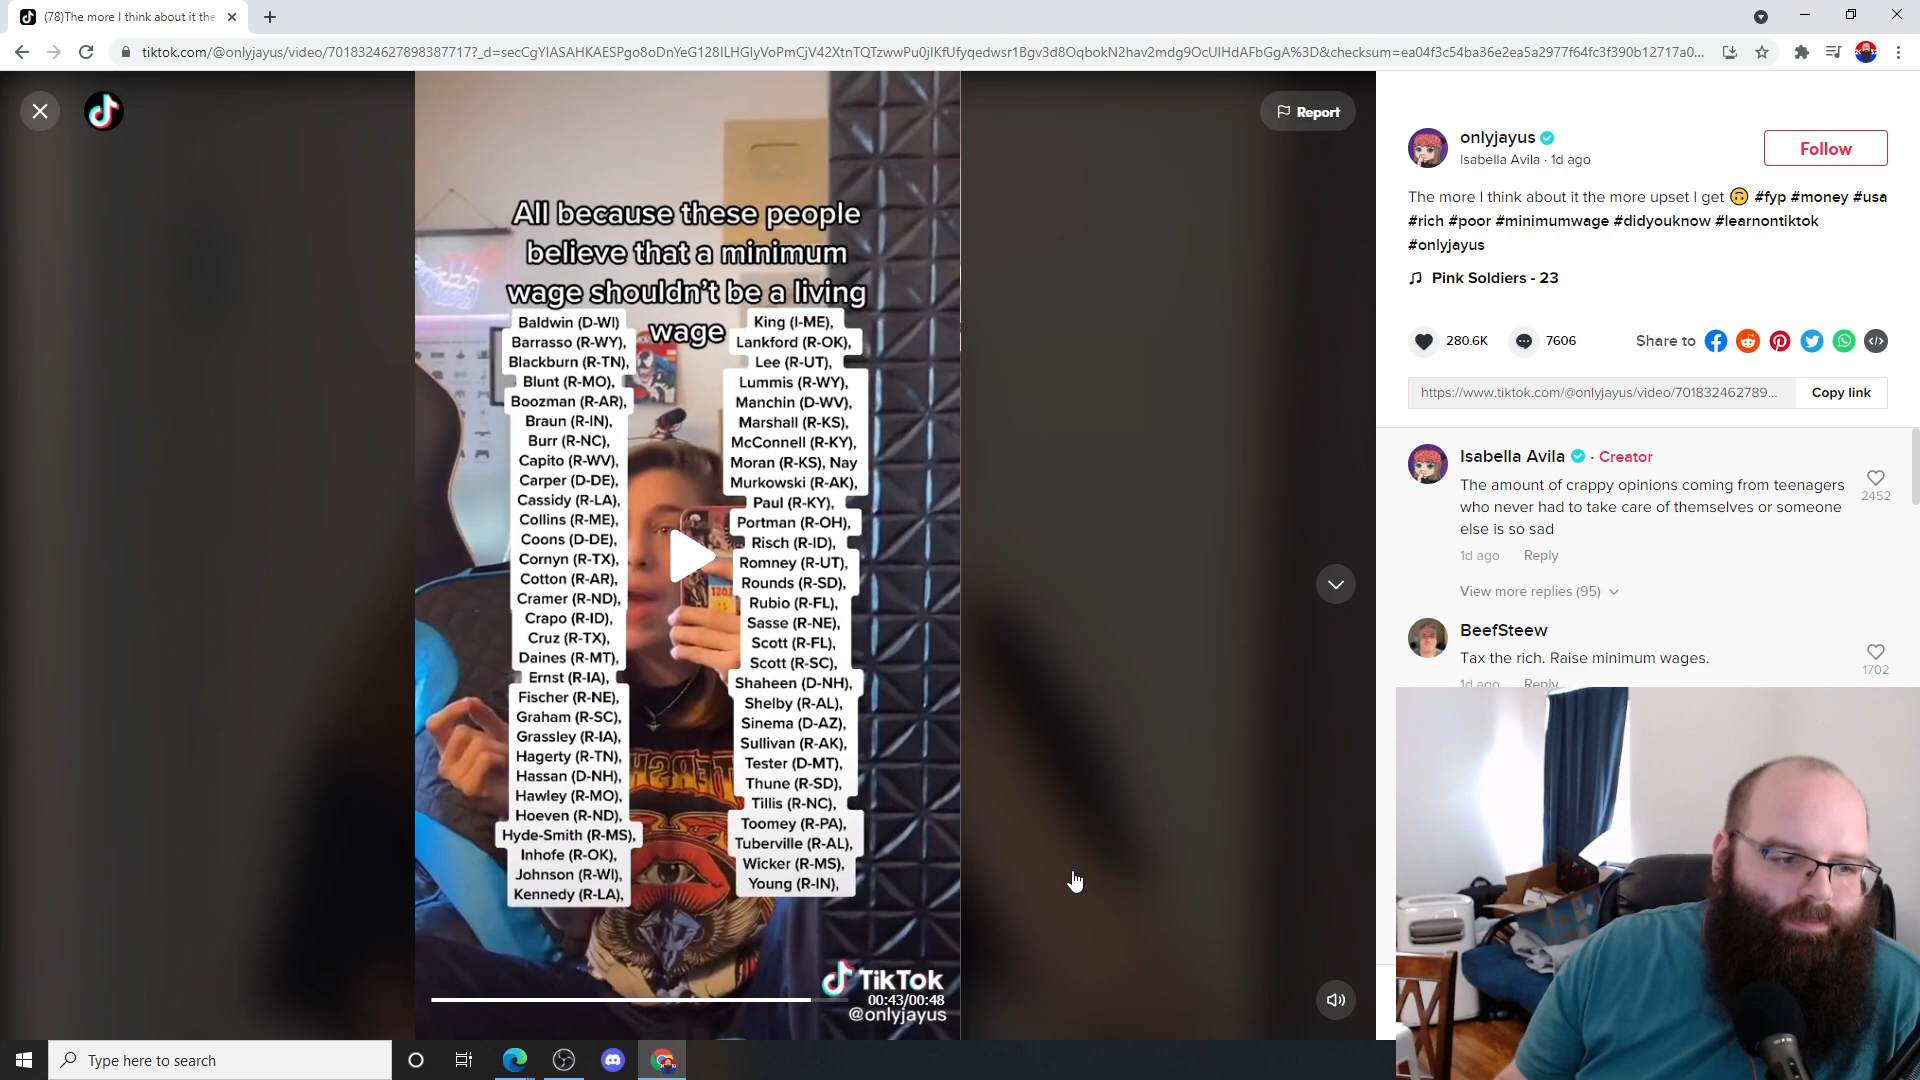 (78)The more I think about it the
tiktok.com/@onlyjayus/video/7018324627898387717?_d=secCgYIASAHKAESPgo8oDnYeG128ILHGlyVoPmCjV42XtnTQTzwwPu0jlKfUfyqedwsr1Bgv3d8OqbokN2hav2mdg9OcUIHdAFbGgA%3D&checksum=ea04f3c54ba36e2ea5a2977f64fc3f390b12717a0...
Report
All because these people
believe that a minimum
wage shouldn't be a living
wage
Baldwin (D-WI)
Barrasso (R-WY),
Blackburn (R-TN),
Blunt (R-MO),
Boozman (R-AR),
Braun (R-IN),
Burr (R-NC),
Capito (R-WV),
Carper (D-DE),
Cassidy (R-LA),
Collins (R-ME),
Coons (D-DE),
Cornyn (R-TX),
Cotton (R-AR),
Cramer (R-ND),
Crapo (R-ID),
Cruz (R-TX),
Daines (R-MT),
Ernst (R-IA),
Fischer (R-NE),
Graham (R-SC),
Grassley (R-IA),
Hagerty (R-TN),
Hassan (D-NH),
Hawley (R-MO),
Hoeven (R-ND),
Hyde-Smith (R-MS),
Inhofe (R-OK),
Johnson (R-WI),
Kennedy (R-LA),
King (I-ME),
Lankford (R-OK),
Lee (R-UT),
Lummis (R-WY),
Manchin (D-WV),
Marshall (R-KS),
McConnell (R-KY),
Moran (R-KS), Nay
Murkowski (R-AK),
Paul (R-KY),
Portman (R-OH),
Risch (R-ID),
Romney (R-UT),
Rounds (R-SD),
Rubio (R-FL),
Sasse (R-NE),
Scott (R-FL),
Scott (R-SC),
Shaheen (D-NH),
Shelby (R-AL),
Sinema (D-AZ),
Sullivan (R-AK),
Tester (D-MT),
Thune (R-SD),
Tillis (R-NC),
Toomey (R-PA),
Tuberville (R-AL),
Wicker (R-MS),
Young (R-IN),
TikTok
00:43/00:48
@onlyjayus
onlyjayus
Isabella Avila · 1d ago
Follow
The more I think about it the more upset I get 🙃 #fyp #money #usa
#rich #poor #minimumwage #didyouknow #learnontiktok
#onlyjayus
Pink Soldiers - 23
280.6K
7606
Share to
https://www.tiktok.com/@onlyjayus/video/701832462789...
Copy link
Isabella Avila · Creator
The amount of crappy opinions coming from teenagers
who never had to take care of themselves or someone
else is so sad
2452
1d ago Reply
View more replies (95)
BeefSteew
Tax the rich. Raise minimum wages.
1702
1d ago Reply
Type here to search